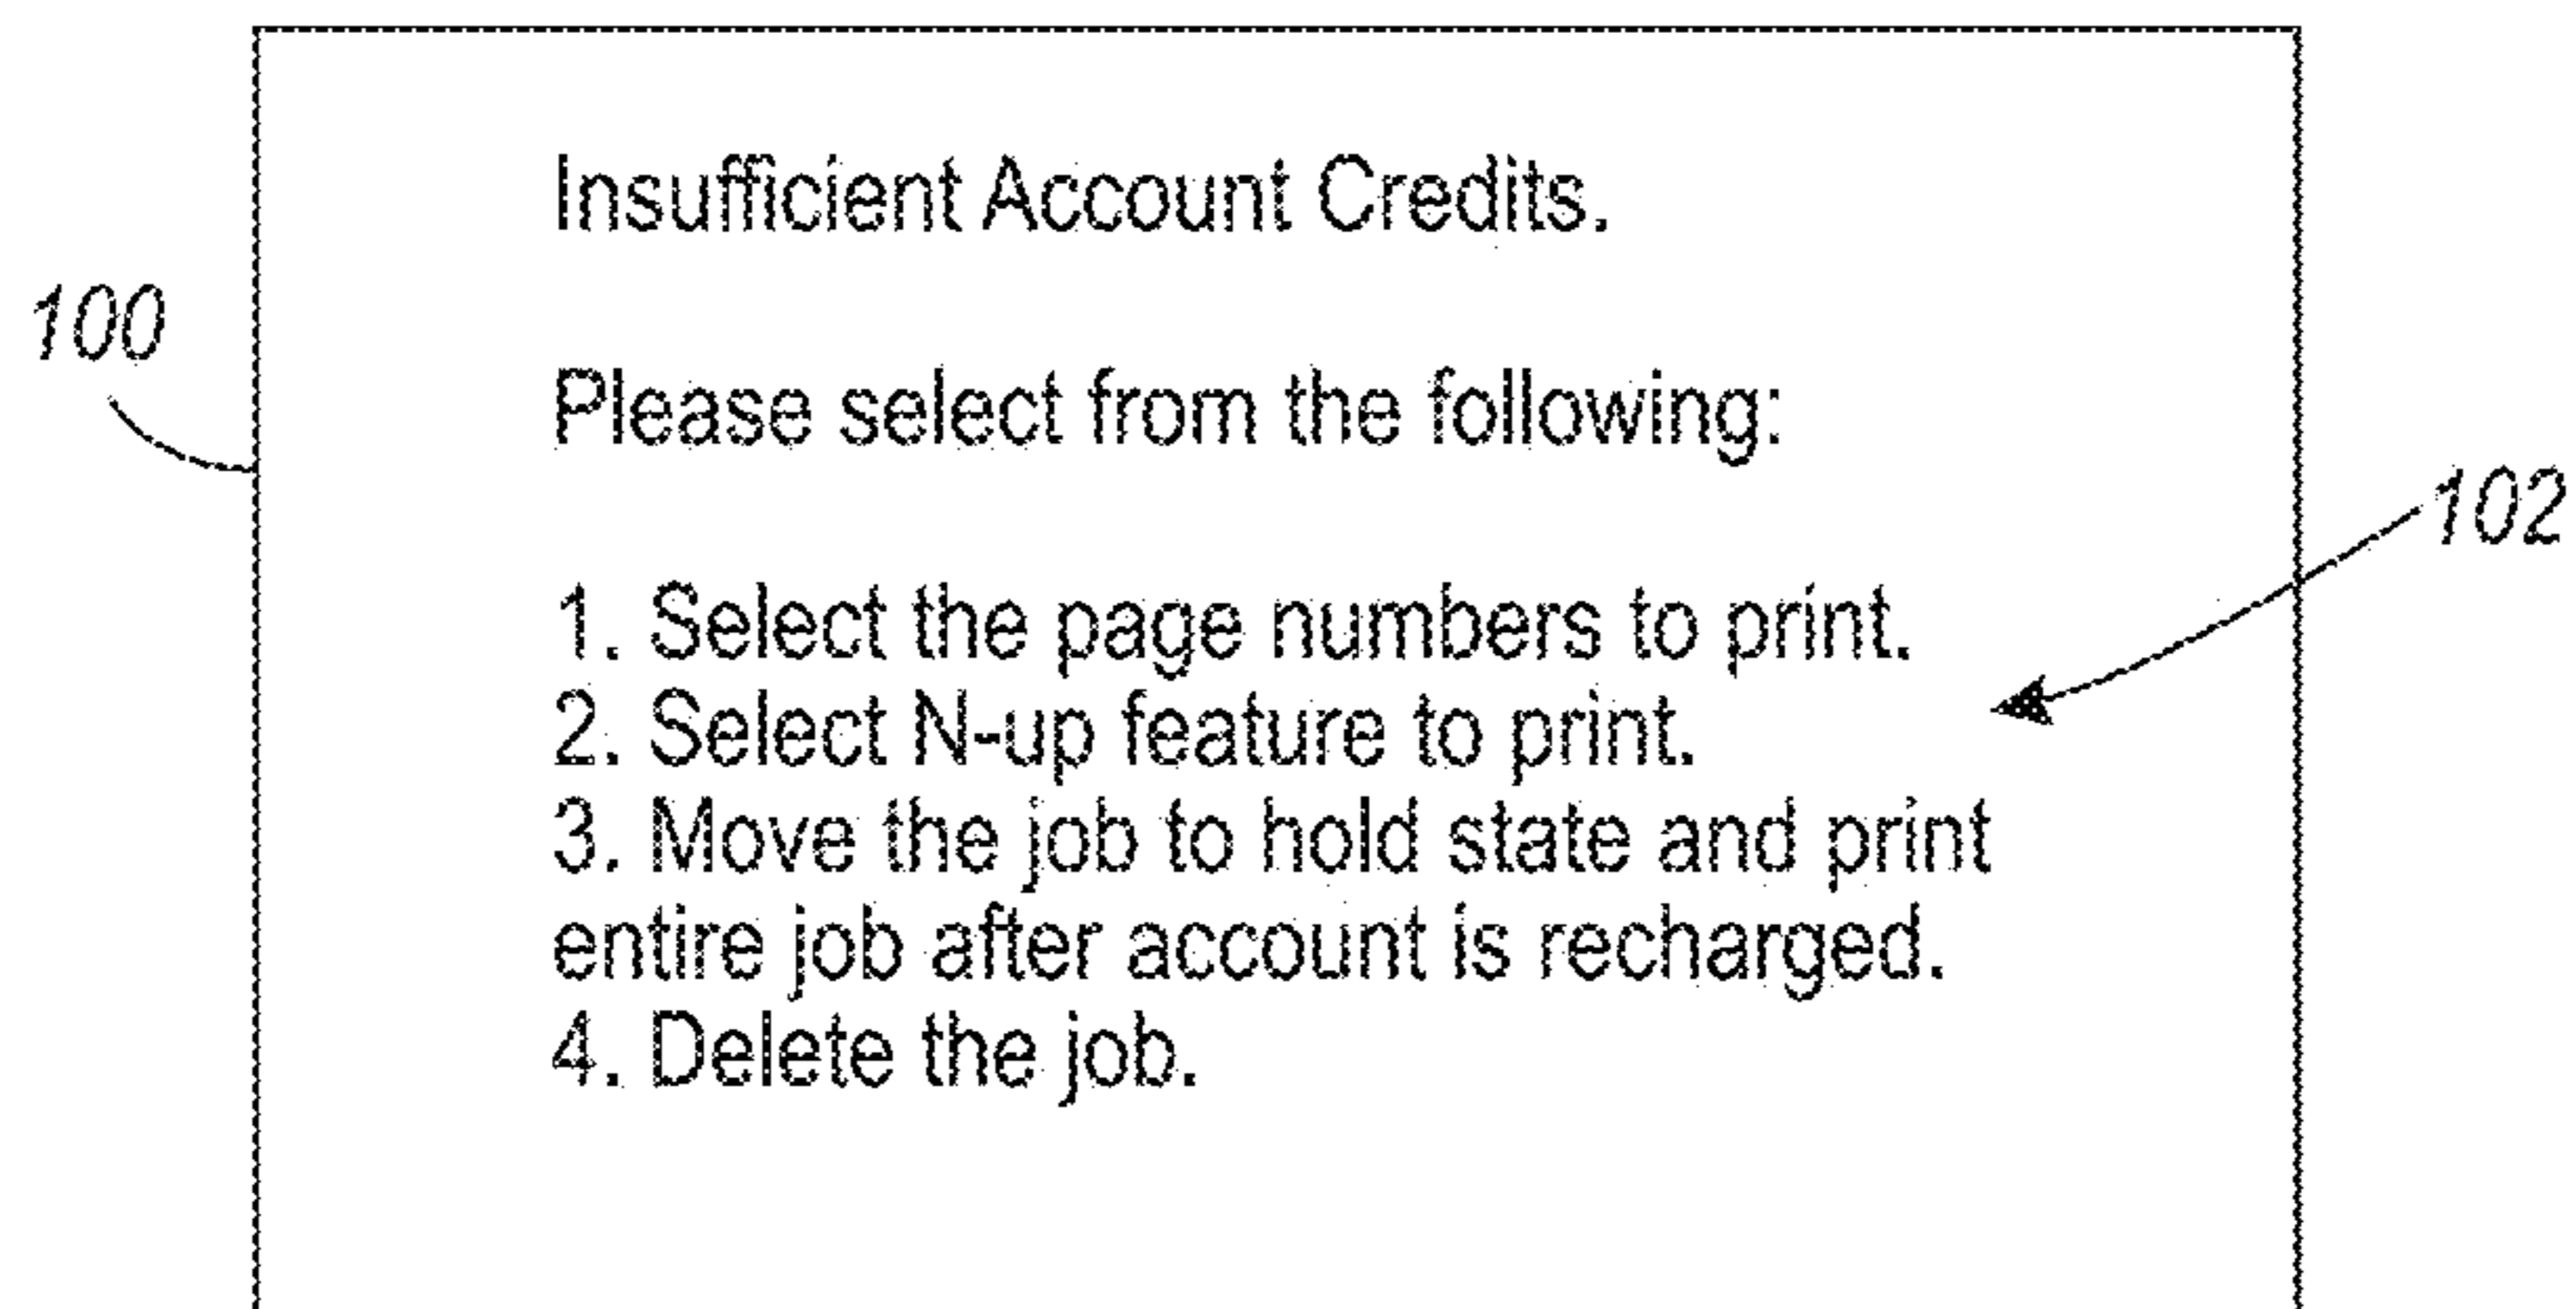 Insufficient Account Credits.
100
Please select from the following:
102
1. Select the page numbers to print.
2. Select N-up feature to print.
3. Move the job to hold state and print
entire job after account is recharged.
4. Delete the job.